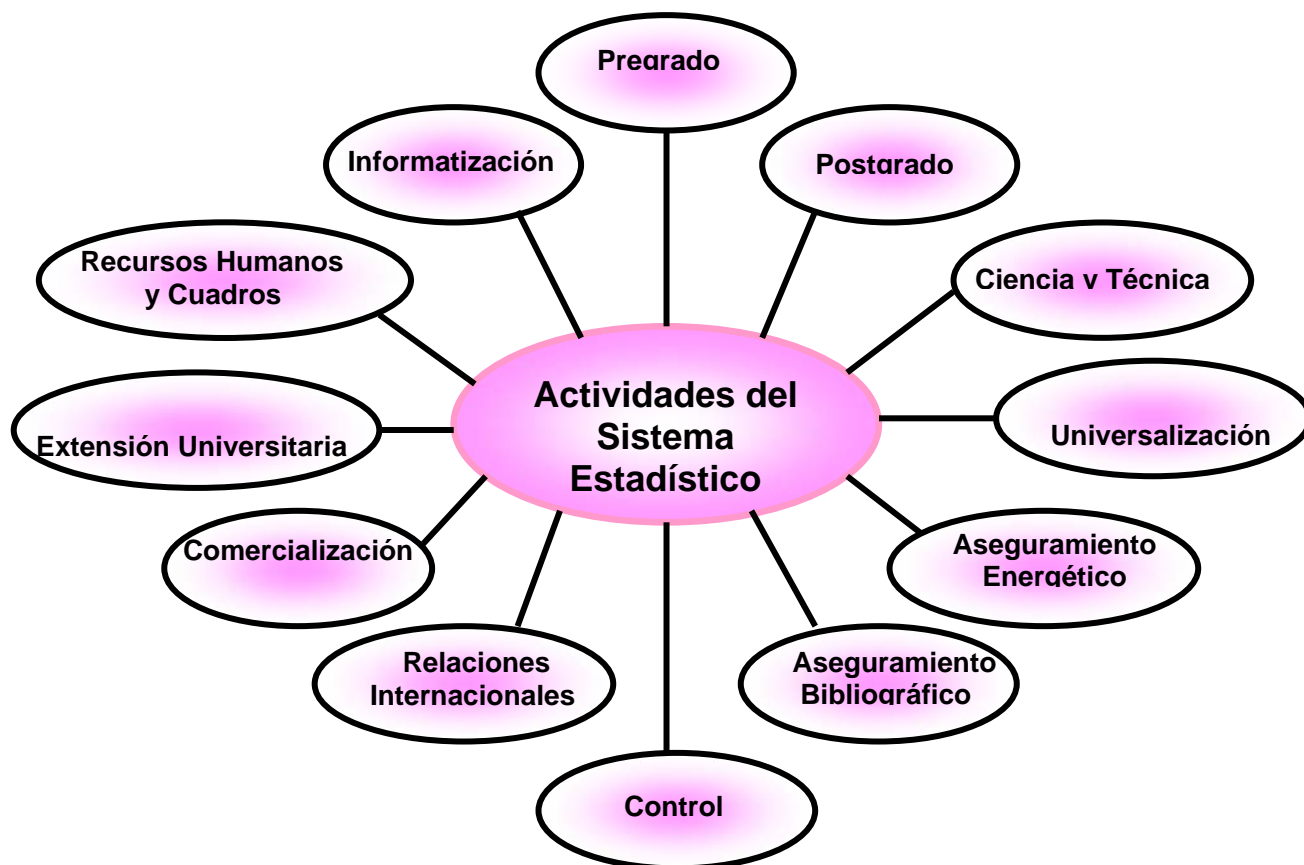 Pregrado
Informatización
Postgrado
Recursos Humanos
y Cuadros
Ciencia y Técnica
Actividades del
Sistema
Estadístico
Extensión Universitaria
Universalización
Comercialización
Aseguramiento
Energético
Relaciones
Internacionales
Aseguramiento
Bibliográfico
Control